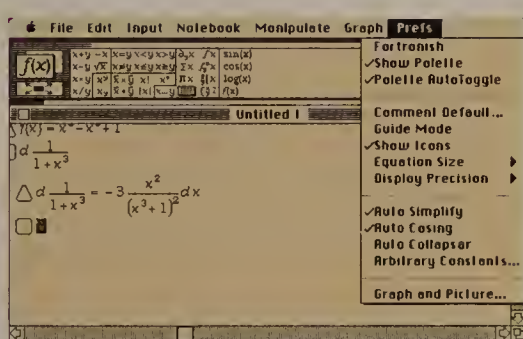 File Edit Input Notebook Manipulate Graph Prefs
Fortranish
✓Show Palette
✓Palette AutoToggle
Comment Default...
Guide Mode
✓Show Icons
Equation Size ▶
Display Precision ▶
✓Auto Simplify
✓Auto Casing
Auto Collapsar
Arbitrary Constants...
Graph and Picture...
f(x)
sin(x)
cos(x)
log(x)
Untitled 1
d 1/(1+x³)
△ d 1/(1+x³) = -3 x²/(x³+1)² dx